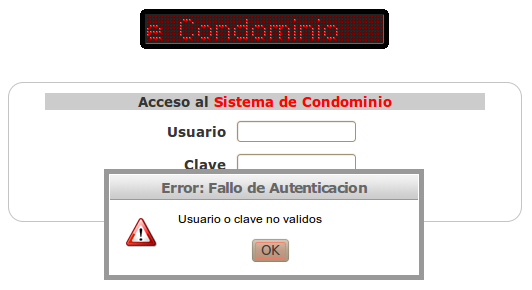 e Condominio
Acceso al Sistema de Condominio
Usuario
Clave
Error: Fallo de Autenticacion
Usuario o clave no validos
OK